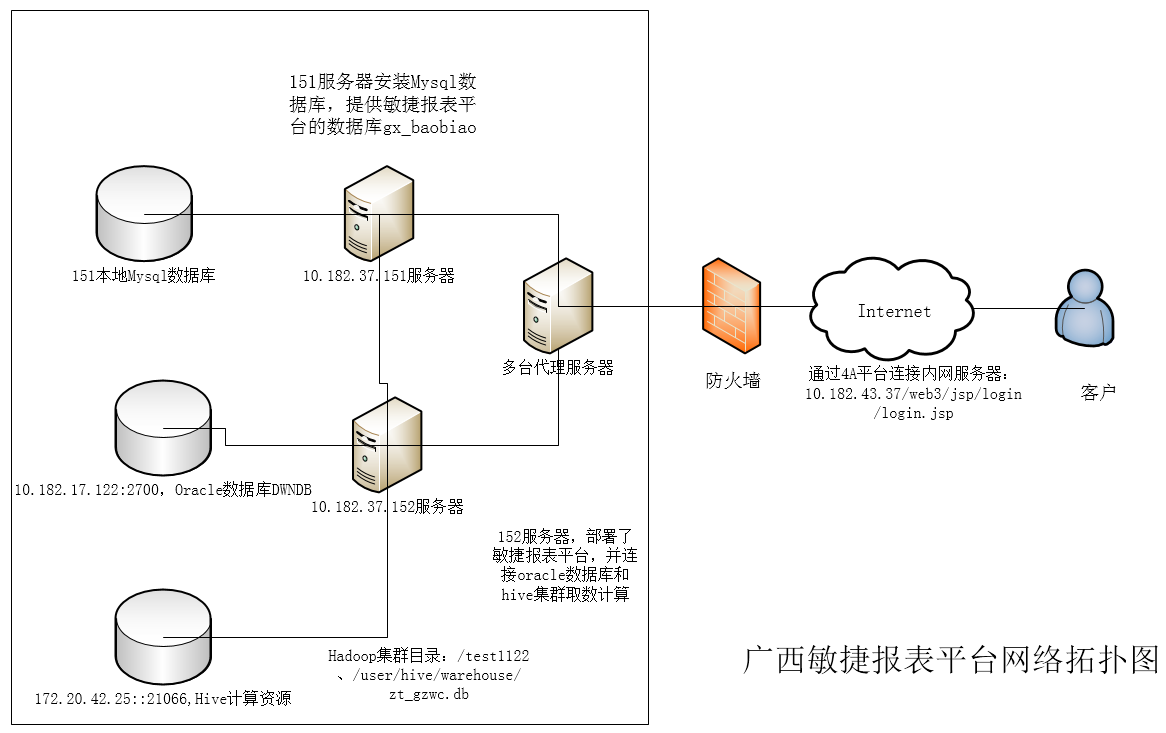 151服务器安装Mysql数
据库，提供敏捷报表平
台的数据库gx_baobiao
151本地Mysql数据库
10.182.37.151服务器
多台代理服务器
防火墙
Internet
通过4A平台连接内网服务器：
10.182.43.37/web3/jsp/login
/login.jsp
客户
10.182.17.122:2700，Oracle数据库DWNDB
10.182.37.152服务器
152服务器，部署了
敏捷报表平台，并连
接oracle数据库和
hive集群取数计算
Hadoop集群目录：/test1122
、/user/hive/warehouse/
zt_gzwc.db
172.20.42.25::21066,Hive计算资源
广西敏捷报表平台网络拓扑图